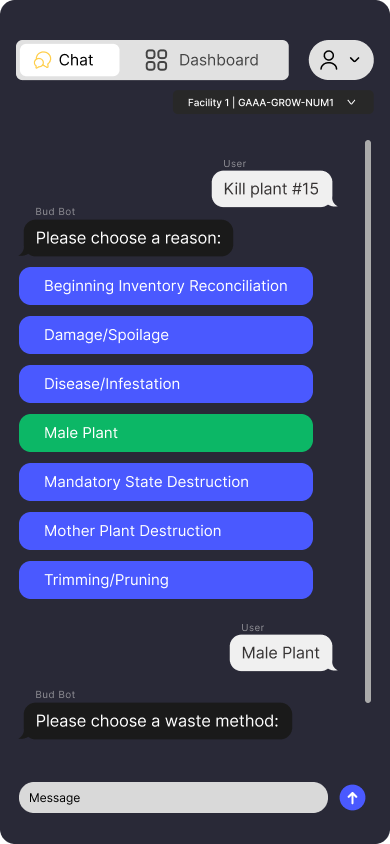 Chat
Dashboard
Facility 1 | GAAA-GR0W-NUM1
User
Kill plant #15
Bud Bot
Please choose a reason:
Beginning Inventory Reconciliation
Damage/Spoilage
Disease/Infestation
Male Plant
Mandatory State Destruction
Mother Plant Destruction
Trimming/Pruning
User
Male Plant
Bud Bot
Please choose a waste method:
Message